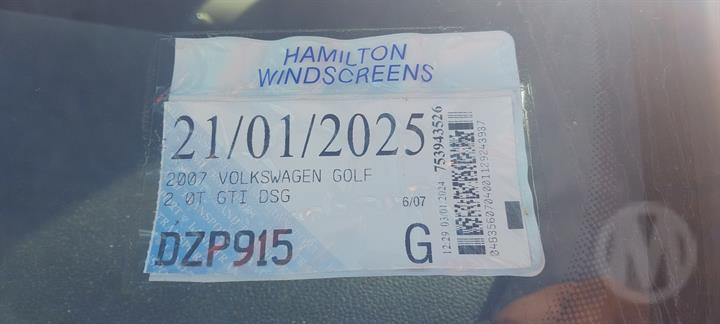 HAMILTON
WINDSCREENS
21/01/2025
2007 VOLKSWAGEN GOLF
2.0T GTI DSG
6/07
DZP915
G
12:29 03/01/2024 753943526
04B3560704001129243937
M